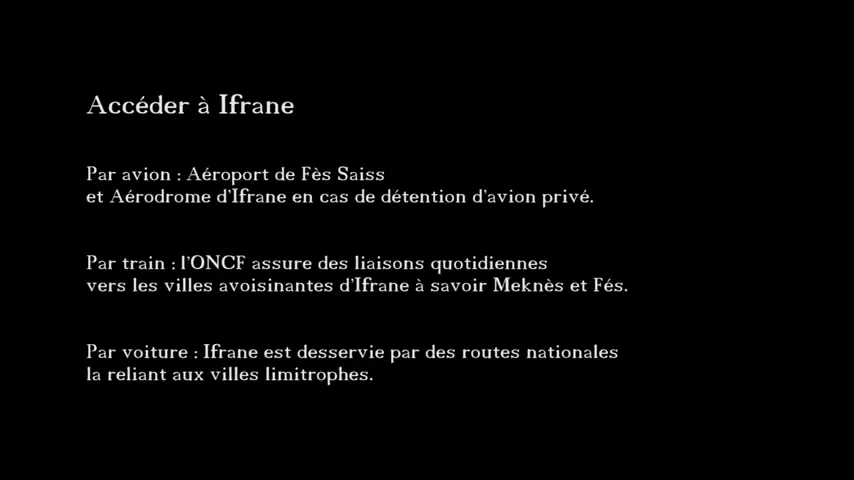 Accéder à Ifrane
Par avion : Aéroport de Fès Saiss
et Aérodrome d'Ifrane en cas de détention d'avion privé.
Par train : l'ONCF assure des liaisons quotidiennes
vers les villes avoisinantes d'Ifrane à savoir Meknès et Fés.
Par voiture : Ifrane est desservie par des routes nationales
la reliant aux villes limitrophes.